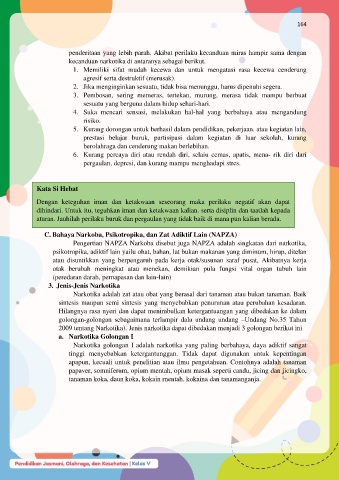 164
penderitaan yang lebih parah. Akibat perilaku kecanduan miras hampir sama dengan
kecanduan narkotika di antaranya sebagai berikut.
1. Memiliki sifat mudah kecewa dan untuk mengatasi rasa kecewa cenderung
agresif serta destruktif (merusak).
2. Jika menginginkan sesuatu, tidak bisa menunggu, harus dipenuhi segera.
3. Pembosan, sering memeras, tertekan, murung, merasa tidak mampu berbuat
sesuatu yang berguna dalam hidup sehari-hari.
4. Suka mencari sensasi, melakukan hal-hal yang berbahaya atau mengandung
risiko.
5. Kurang dorongan untuk berhasil dalam pendidikan, pekerjaan, atau kegiatan lain,
prestasi belajar buruk, partisipasi dalam kegiatan di luar sekolah, kurang
berolahraga dan cenderung makan berlebihan.
6. Kurang percaya diri atau rendah diri, selalu cemas, apatis, mena- rik diri dari
pergaulan, depresi, dan kurang mampu menghadapi stres.
Kata Si Hebat
Dengan keteguhan iman dan ketakwaan seseorang maka perilaku negatif akan dapat
dihindari. Untuk itu, teguhkan iman dan ketakwaan kalian, serta disiplin dan taatlah kepada
aturan. Jauhilah perilaku buruk dan pergaulan yang tidak baik di mana pun kalian berada.
C. Bahaya Narkoba, Psikotropika, dan Zat Adiktif Lain (NAPZA)
Pengertian NAPZA Narkoba disebut juga NAPZA adalah singkatan dari narkotika,
psikotropika, adiktif lain yaitu obat, bahan, zat bukan makanan yang diminum, hirup, ditelan
atau disuntikkan yang berpengaruh pada kerja otak/susunan saraf pusat, Akibatnya kerja
otak berubah meningkat atau menekan, demikian pula fungsi vital organ tubuh lain
(peredaran darah, pernapasan dan lain-lain)
3. Jenis-Jenis Narkotika
Narkotika adalah zat atau obat yang berasal dari tanaman atau bukan tanaman, Baik
sintesis maupun semi sintesis yang menyebabkan penurunan atau perubahan kesadaran.
Hilangnya rasa nyeri dan dapat menimbulkan ketergantungan yang dibedakan ke dalam
golongan-golongan sebagaimana terlampir dala undang undang –Undang No.35 Tahun
2009 tentang Narkotika). Jenis narkotika dapat dibedakan menjadi 3 golongan berikut ini
a. Narkotika Golongan I
Narkotika golongan I adalah narkotika yang paling berbahaya, daya adiktif sangat
tinggi menyebabkan ketergantungan. Tidak dapat digunakan untuk kepentingan
apapun, kecuali untuk penelitian atau ilmu pengetahuan. Contohnya adalah tanaman
papaver, somniferum, opium mentah, opium masak seperti candu, jicing dan jicingko,
tanaman koka, daun koka, kokain mentah, kokaina dan tanamanganja.
Pendidikan Jasmani, Olahraga, dan Kesehatan | Kelas V